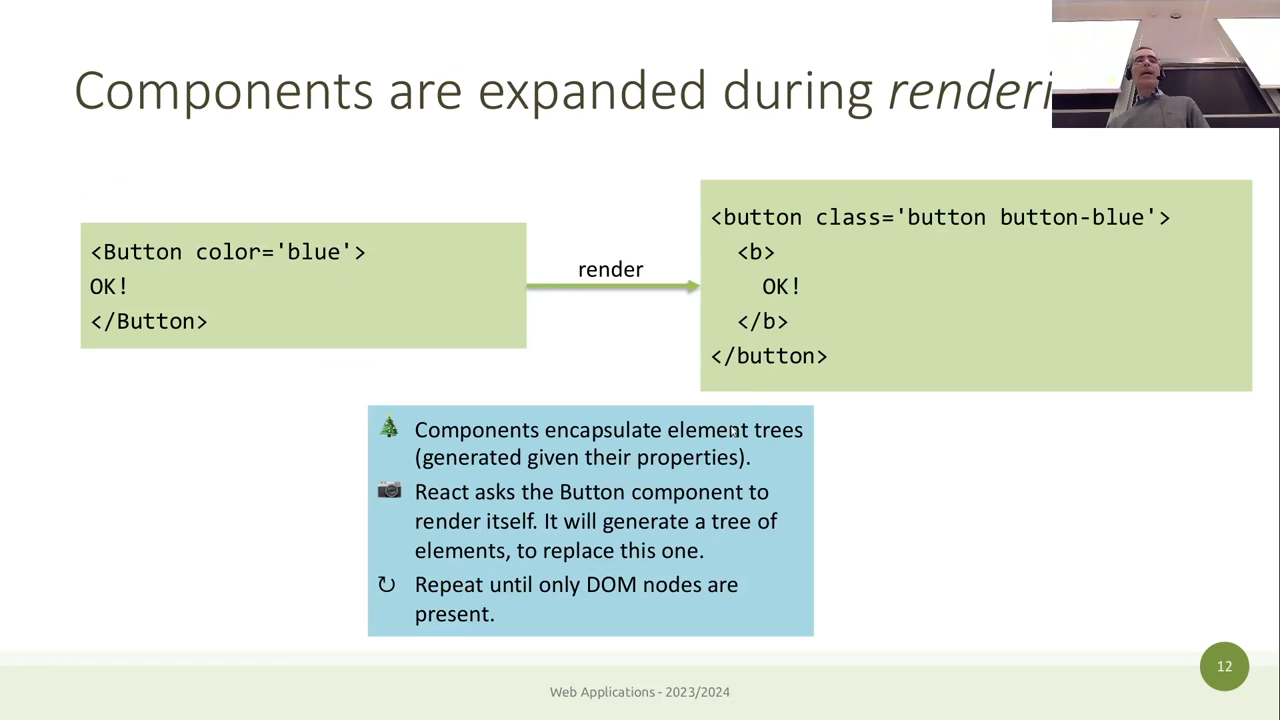 Components are expanded during renderi
<Button color='blue'>
OK!
</Button>
render
<button class='button button-blue'>
<b>
OK!
</b>
</button>
Components encapsulate element trees
(generated given their properties).
React asks the Button component to
render itself. It will generate a tree of
elements, to replace this one.
Repeat until only DOM nodes are
present.
12
Web Applications - 2023/2024